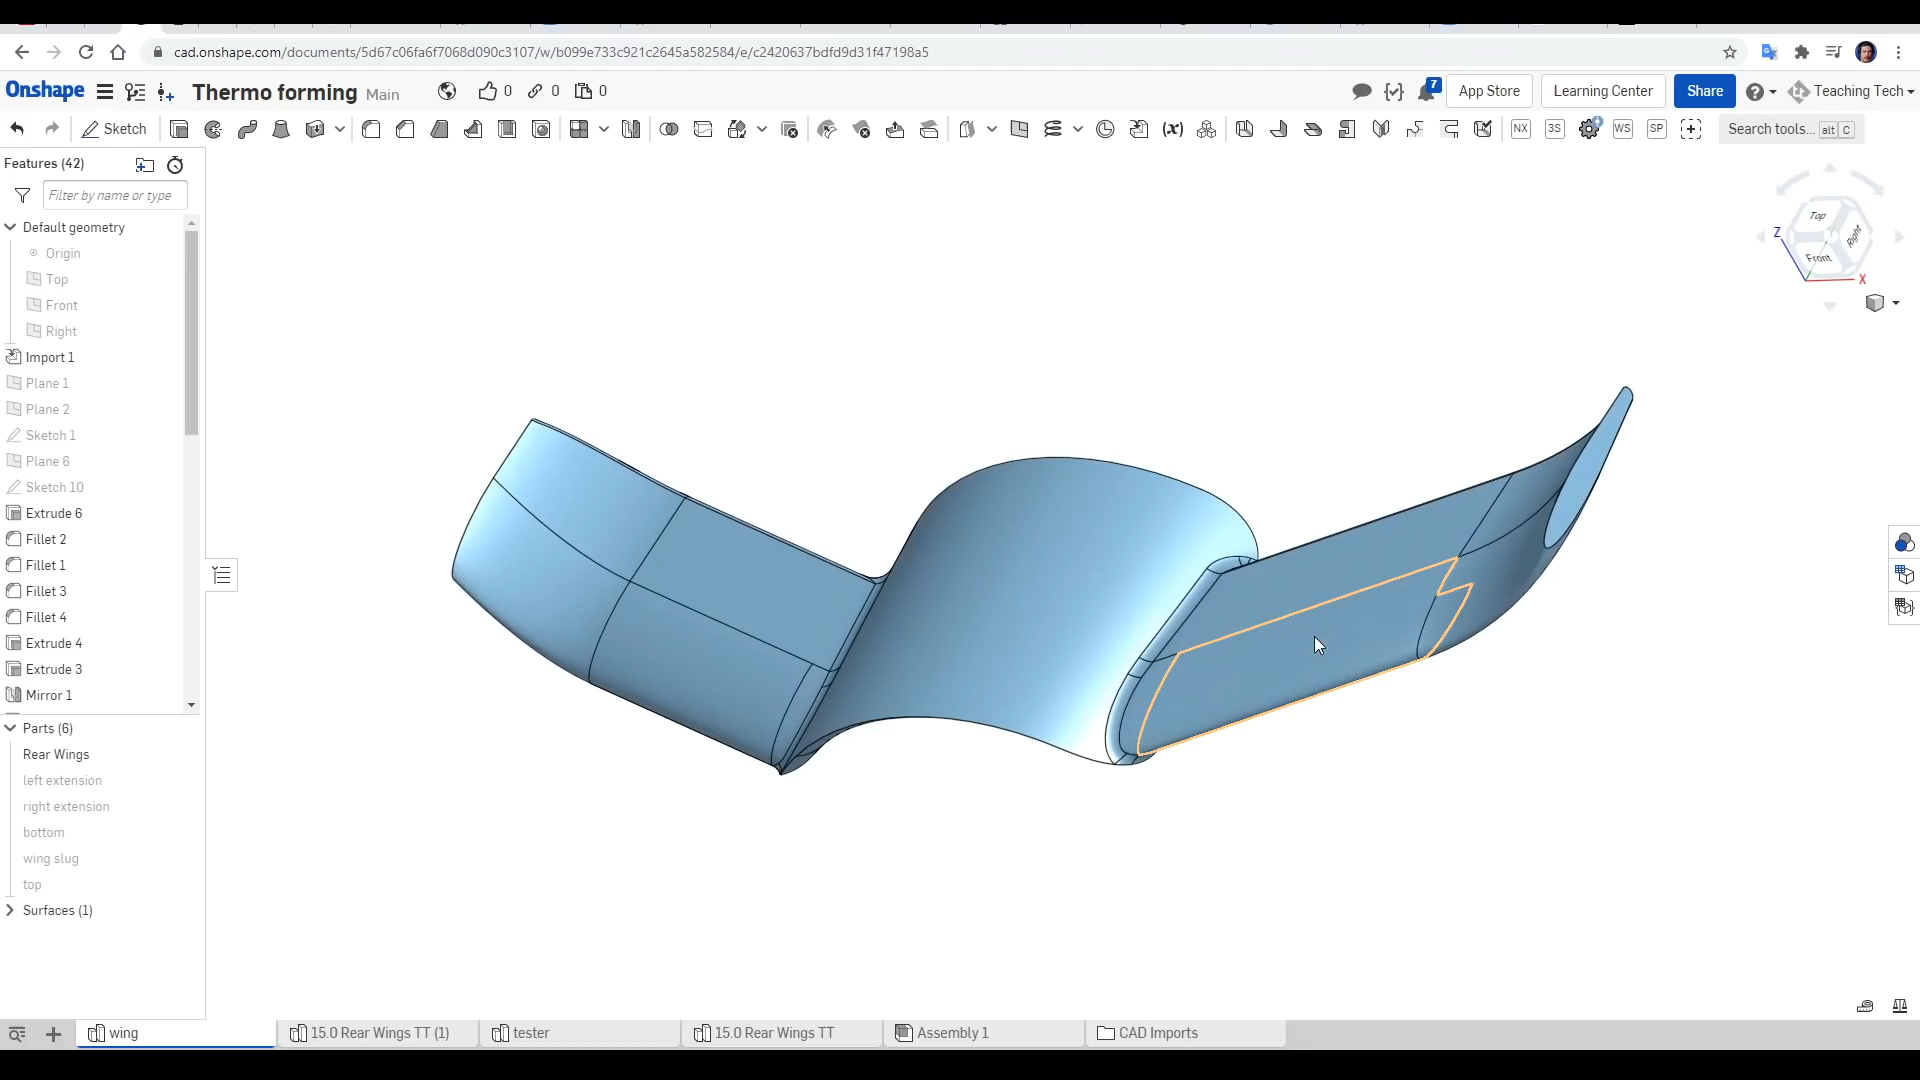 cad.onshape.com/documents/5d67c06fa6f7068d090c3107/w/b099e733c921c2645a582584/e/c2420637bdfd9d31f47198a5
Onshape Thermo forming Main 0 0 0 7 App Store Learning Center Share Teaching Tech
Sketch (x) NX 3S WS SP Search tools... alt C
Features (42)
Filter by name or type
Default geometry
Origin
Top
Front
Right
Import 1
Plane 1
Plane 2
Sketch 1
Plane 6
Sketch 10
Extrude 6
Fillet 2
Fillet 1
Fillet 3
Fillet 4
Extrude 4
Extrude 3
Mirror 1
Parts (6)
Rear Wings
left extension
right extension
bottom
wing slug
top
Surfaces (1)
Top
Z
Right
Front
X
wing 15.0 Rear Wings TT (1) tester 15.0 Rear Wings TT Assembly 1 CAD Imports